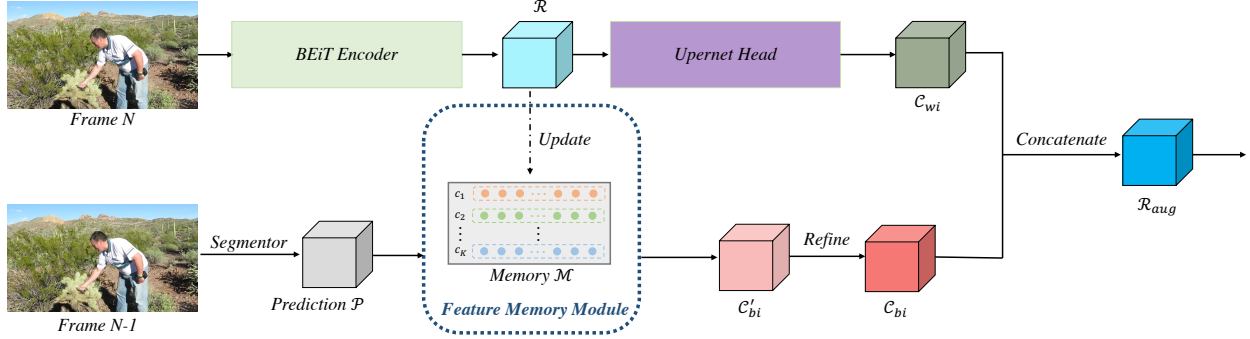 ℛ
BEiT Encoder
Upernet Head
Frame N
𝒞wi
Update
Concatenate
c1
c2
cK
Memory ℳ
Feature Memory Module
Segmentor
Prediction 𝒫
Frame N-1
𝒞′bi
Refine
𝒞bi
ℛaug